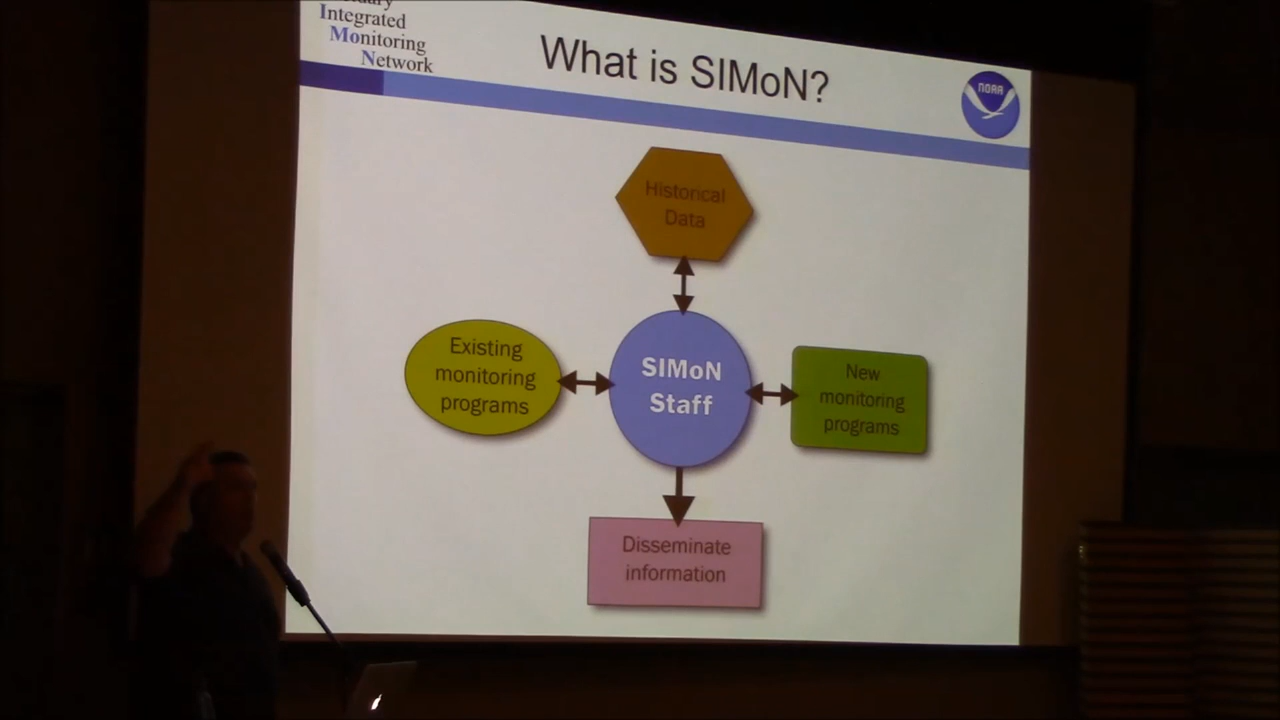 Integrated
Monitoring
Network
What is SIMoN?
NOAA
Historical
Data
Existing
monitoring
programs
SIMoN
Staff
New
monitoring
programs
Disseminate
information